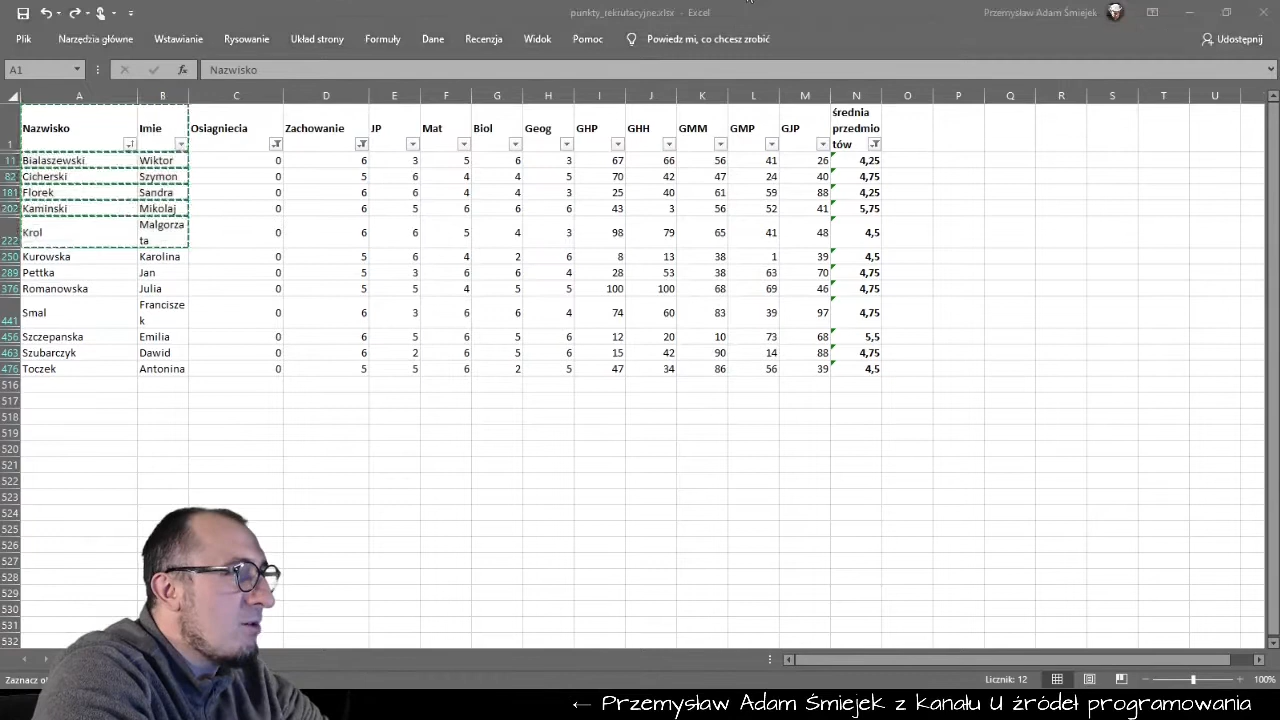 punkty_rekrutacyjne.xlsx - Excel
Przemysław Adam Śmiejek
Plik Narzędzia główne Wstawianie Rysowanie Układ strony Formuły Dane Recenzja Widok Pomoc Powiedz mi, co chcesz zrobić Udostępnij
A1 fx Nazwisko
A B C D E F G H I J K L M N O P Q R S T U
1 Nazwisko Imie Osiagniecia Zachowanie JP Mat Biol Geog GHP GHH GMM GMP GJP średnia
przedmio
tów
11 Bialaszewski Wiktor 0 6 3 5 6 3 67 66 56 41 26 4,25
82 Cicherski Szymon 0 5 6 4 4 5 70 42 47 24 40 4,75
181 Florek Sandra 0 5 6 4 4 3 25 40 61 59 88 4,25
202 Kaminski Mikolaj 0 6 5 6 6 6 43 3 56 52 41 5,75
222 Krol Malgorza
ta 0 6 6 5 4 3 98 79 65 41 48 4,5
250 Kurowska Karolina 0 6 6 4 2 6 8 13 38 1 39 4,5
289 Pettka Jan 0 5 3 6 6 4 28 53 38 63 70 4,75
376 Romanowska Julia 0 5 5 4 5 5 100 100 68 69 46 4,75
441 Smal Francisze
k 0 6 3 6 6 4 74 60 83 39 97 4,75
456 Szczepanska Emilia 0 6 5 6 5 6 12 20 10 73 68 5,5
463 Szubarczyk Dawid 0 6 2 6 5 6 15 42 90 14 88 4,75
476 Toczek Antonina 0 5 5 6 2 5 47 34 86 56 39 4,5
516
517
518
519
520
521
522
523
524
525
526
527
528
529
530
531
532
Zaznacz Licznik: 12 100%
← Przemysław Adam Śmiejek z kanału U źródeł programowania